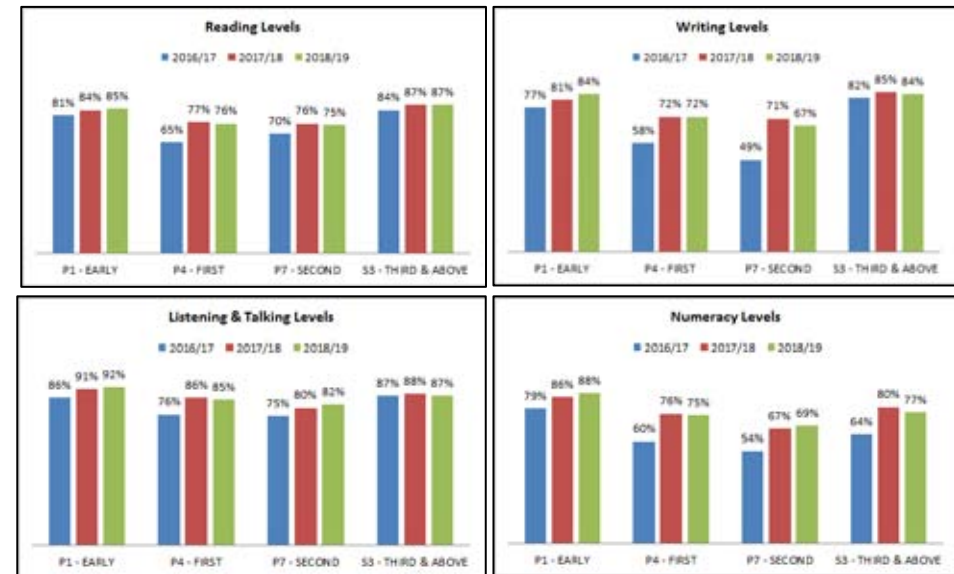 Reading Levels
2016/17 2017/18 2018/19
81% 84% 85%
65% 77% 76%
70% 76% 75%
84% 87% 87%
P1 - EARLY P4 - FIRST P7 - SECOND S3 - THIRD & ABOVE
Writing Levels
2016/17 2017/18 2018/19
77% 81% 84%
58% 72% 72%
49% 71% 67%
82% 85% 84%
P1 - EARLY P4 - FIRST P7 - SECOND S3 - THIRD & ABOVE
Listening & Talking Levels
2016/17 2017/18 2018/19
86% 91% 92%
76% 86% 85%
75% 80% 82%
87% 88% 87%
P1 - EARLY P4 - FIRST P7 - SECOND S3 - THIRD & ABOVE
Numeracy Levels
2016/17 2017/18 2018/19
79% 86% 88%
60% 76% 75%
54% 67% 69%
64% 80% 77%
P1 - EARLY P4 - FIRST P7 - SECOND S3 - THIRD & ABOVE